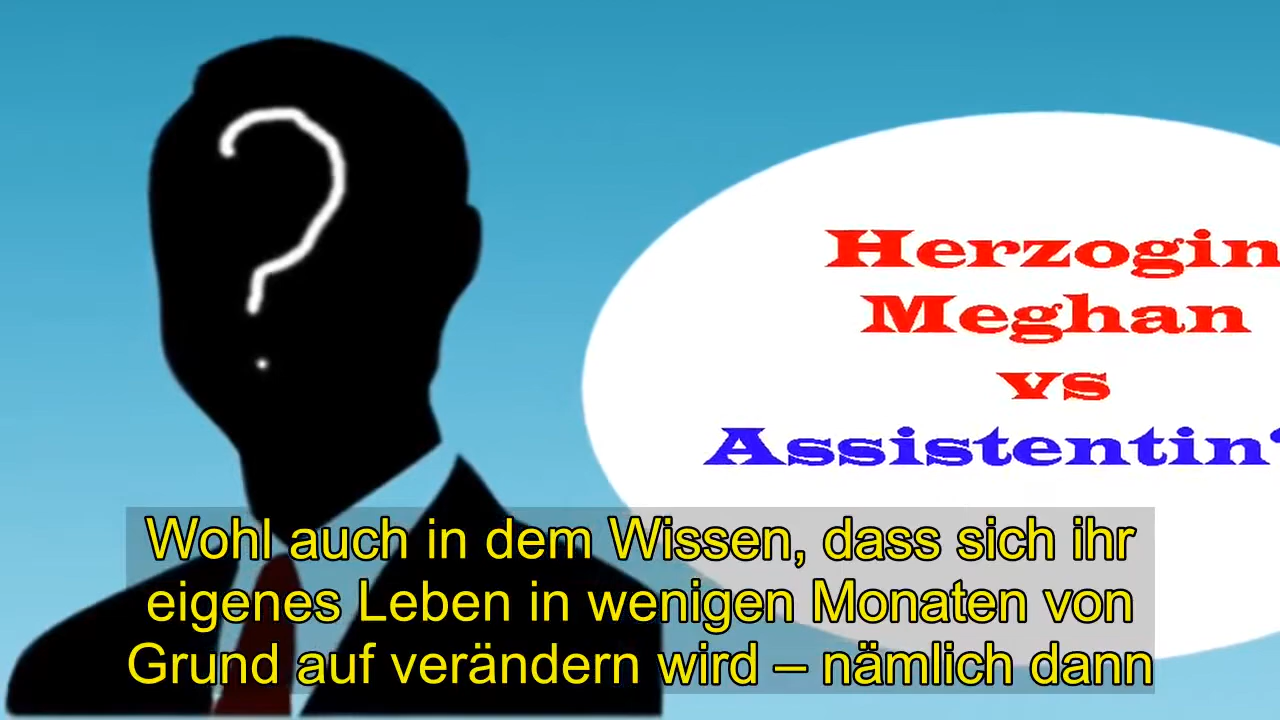 Herzogin
Meghan
vs
Assistentin?
Wohl auch in dem Wissen, dass sich ihr
eigenes Leben in wenigen Monaten von
Grund auf verändern wird – nämlich dann